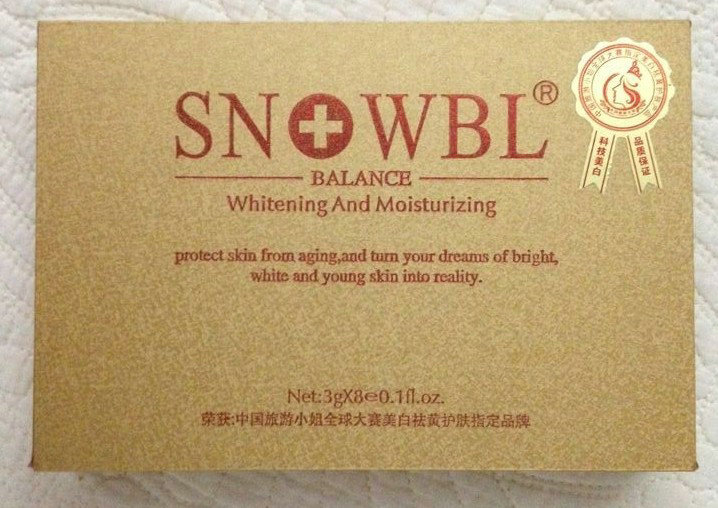 SNOWBL®
BALANCE
Whitening And Moisturizing
protect skin from aging,and turn your dreams of bright,
white and young skin into reality.
Net:3gX8℮0.1fl.oz.
荣获:中国旅游小姐全球大赛美白祛黄护肤指定品牌
科技美白
品质保证